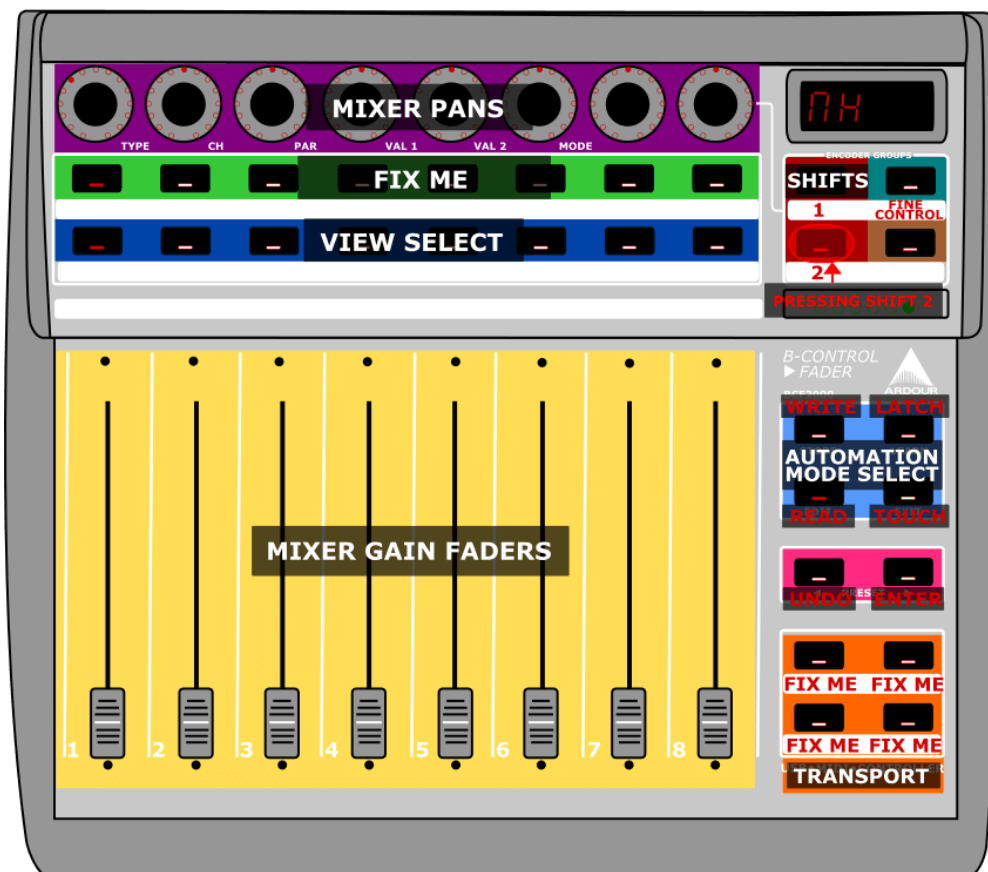 MIXER PANS
TYPE CH PAR VAL 1 VAL 2 MODE
ENCODER GROUPS
FIX ME
SHIFTS
1 FINE CONTROL
VIEW SELECT
2
PRESSING SHIFT 2
B-CONTROL
FADER
ARDOUR
WRITE LATCH
AUTOMATION
MODE SELECT
READ TOUCH
MIXER GAIN FADERS
PRESET
UNDO ENTER
FIX ME FIX ME
1 2 3 4 5 6 7 8
FIX ME FIX ME
TRANSPORT